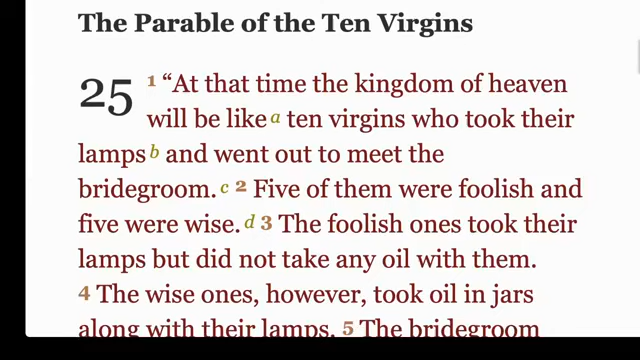 The Parable of the Ten Virgins
25 1 “At that time the kingdom of heaven
will be like a ten virgins who took their
lamps b and went out to meet the
bridegroom. c 2 Five of them were foolish and
five were wise. d 3 The foolish ones took their
lamps but did not take any oil with them.
4 The wise ones, however, took oil in jars
along with their lamps. 5 The bridegroom